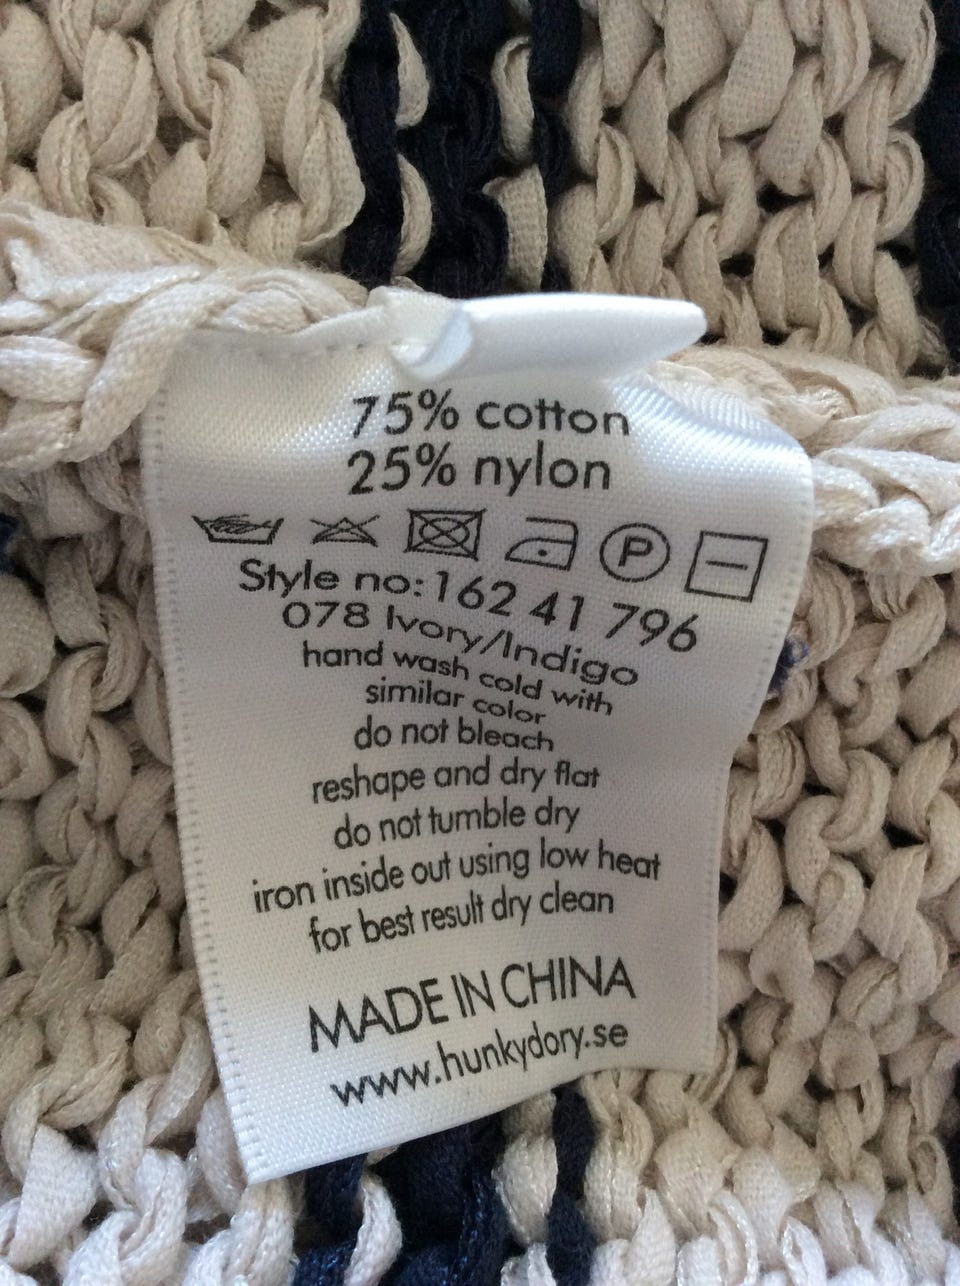 75% cotton
25% nylon
P
Style no: 162 41 796
078 Ivory/Indigo
hand wash cold with
similar color
do not bleach
reshape and dry flat
do not tumble dry
iron inside out using low heat
for best result dry clean
MADE IN CHINA
www.hunkydory.se